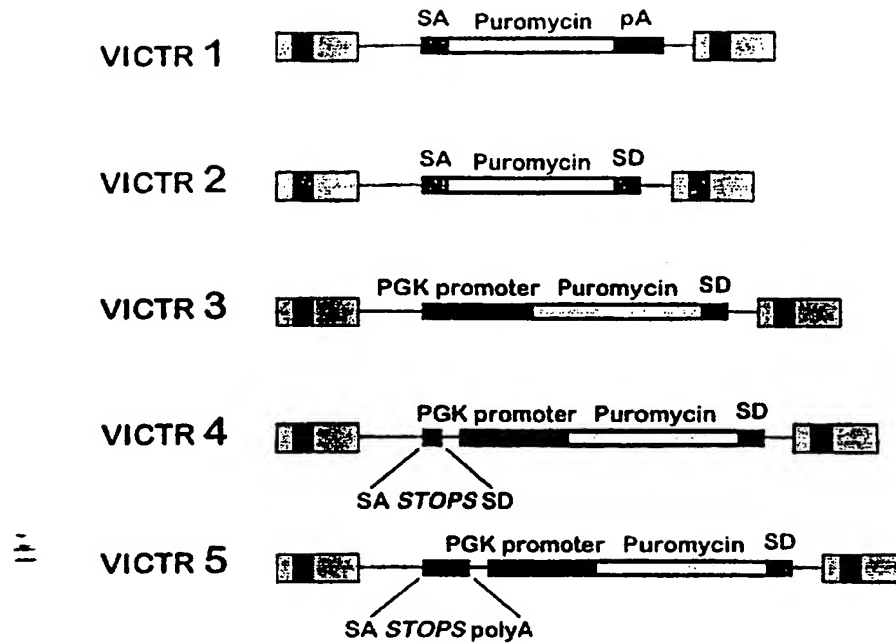 SA Puromycin pA
VICTR 1
SA Puromycin SD
VICTR 2
PGK promoter Puromycin SD
VICTR 3
PGK promoter Puromycin SD
VICTR 4
SA STOPS SD
PGK promoter Puromycin SD
VICTR 5
SA STOPS polyA